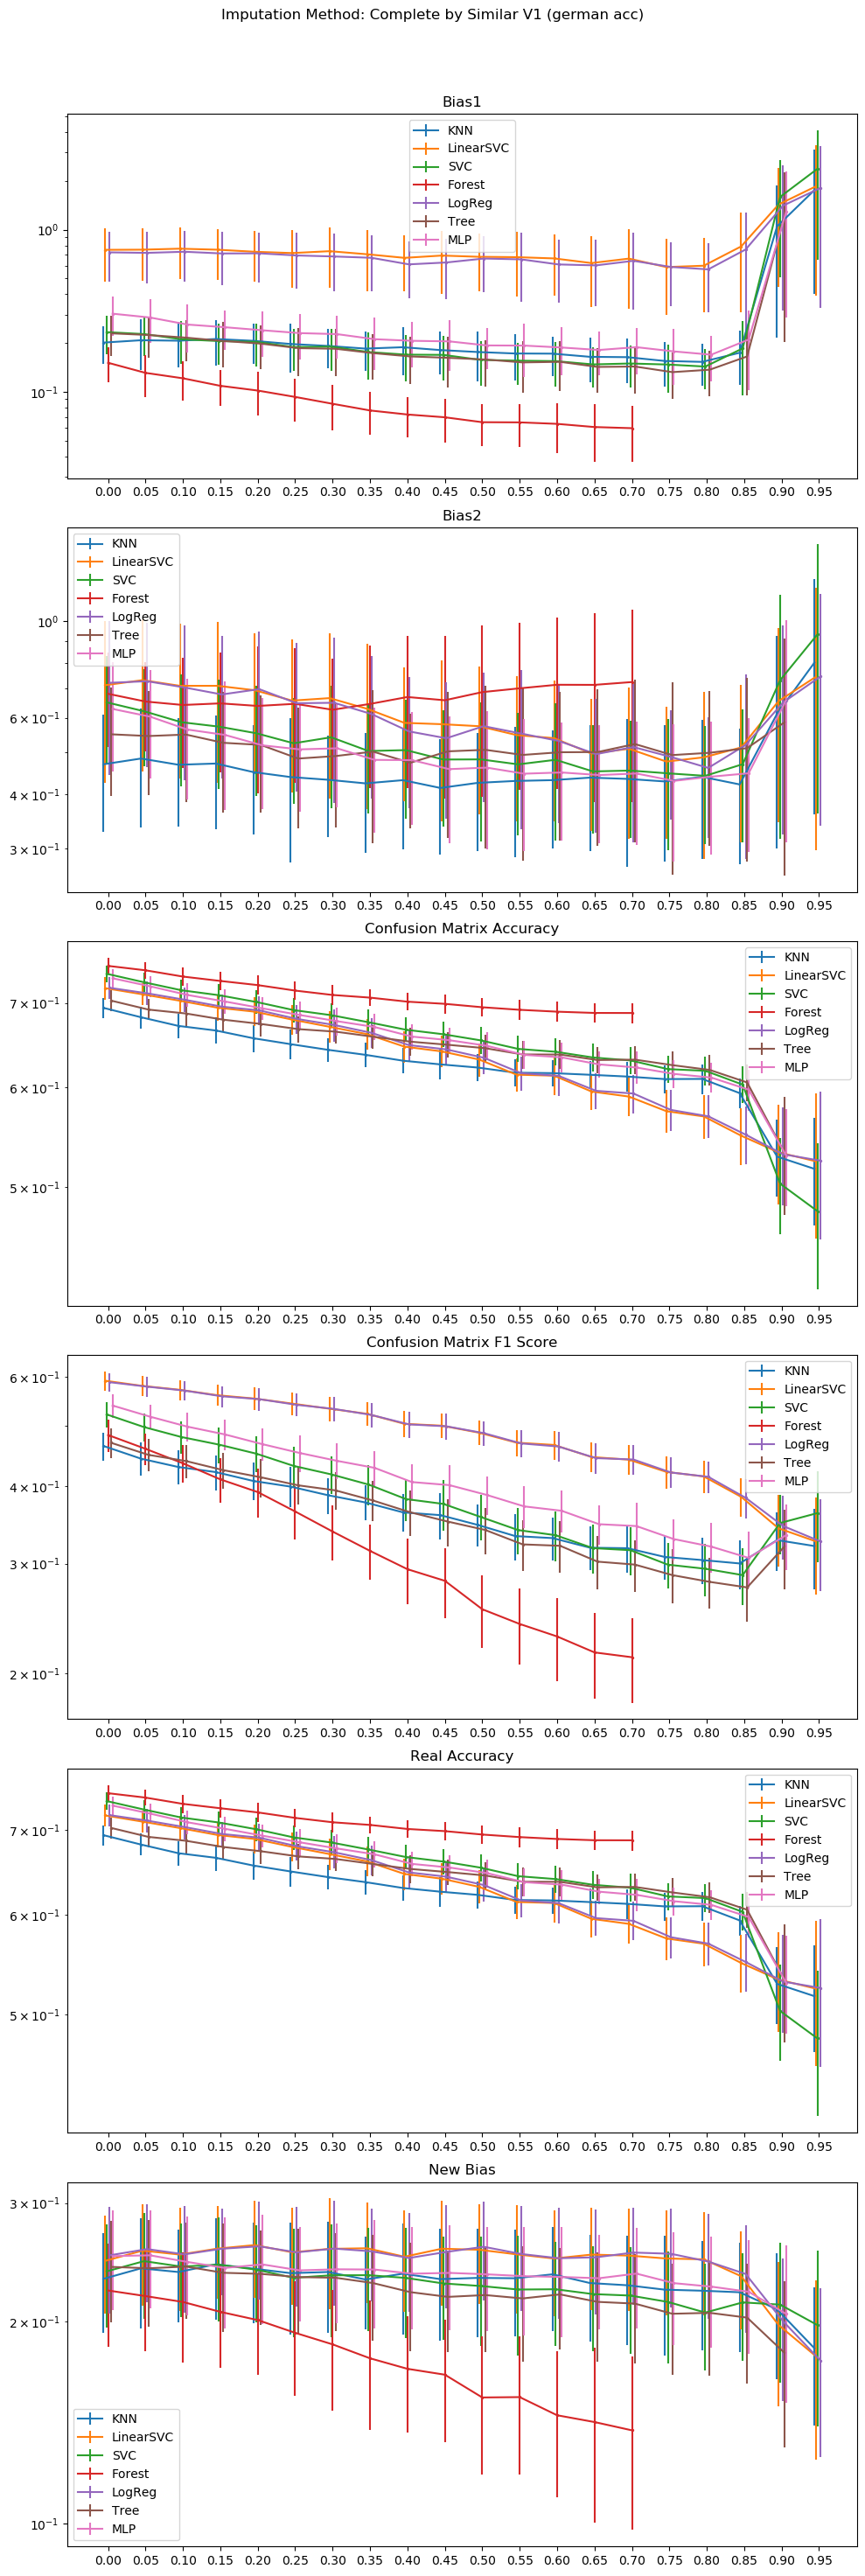 Imputation Method: Complete by Similar V1 (german acc)
Bias1
KNN
LinearSVC
SVC
Forest
LogReg
Tree
MLP
10⁰
10⁻¹
0.00 0.05 0.10 0.15 0.20 0.25 0.30 0.35 0.40 0.45 0.50 0.55 0.60 0.65 0.70 0.75 0.80 0.85 0.90 0.95
Bias2
KNN
LinearSVC
SVC
Forest
LogReg
Tree
MLP
10⁰
6×10⁻¹
4×10⁻¹
3×10⁻¹
0.00 0.05 0.10 0.15 0.20 0.25 0.30 0.35 0.40 0.45 0.50 0.55 0.60 0.65 0.70 0.75 0.80 0.85 0.90 0.95
Confusion Matrix Accuracy
KNN
LinearSVC
SVC
Forest
LogReg
Tree
MLP
7×10⁻¹
6×10⁻¹
5×10⁻¹
0.00 0.05 0.10 0.15 0.20 0.25 0.30 0.35 0.40 0.45 0.50 0.55 0.60 0.65 0.70 0.75 0.80 0.85 0.90 0.95
Confusion Matrix F1 Score
KNN
LinearSVC
SVC
Forest
LogReg
Tree
MLP
6×10⁻¹
4×10⁻¹
3×10⁻¹
2×10⁻¹
0.00 0.05 0.10 0.15 0.20 0.25 0.30 0.35 0.40 0.45 0.50 0.55 0.60 0.65 0.70 0.75 0.80 0.85 0.90 0.95
Real Accuracy
KNN
LinearSVC
SVC
Forest
LogReg
Tree
MLP
7×10⁻¹
6×10⁻¹
5×10⁻¹
0.00 0.05 0.10 0.15 0.20 0.25 0.30 0.35 0.40 0.45 0.50 0.55 0.60 0.65 0.70 0.75 0.80 0.85 0.90 0.95
New Bias
3×10⁻¹
2×10⁻¹
10⁻¹
KNN
LinearSVC
SVC
Forest
LogReg
Tree
MLP
0.00 0.05 0.10 0.15 0.20 0.25 0.30 0.35 0.40 0.45 0.50 0.55 0.60 0.65 0.70 0.75 0.80 0.85 0.90 0.95